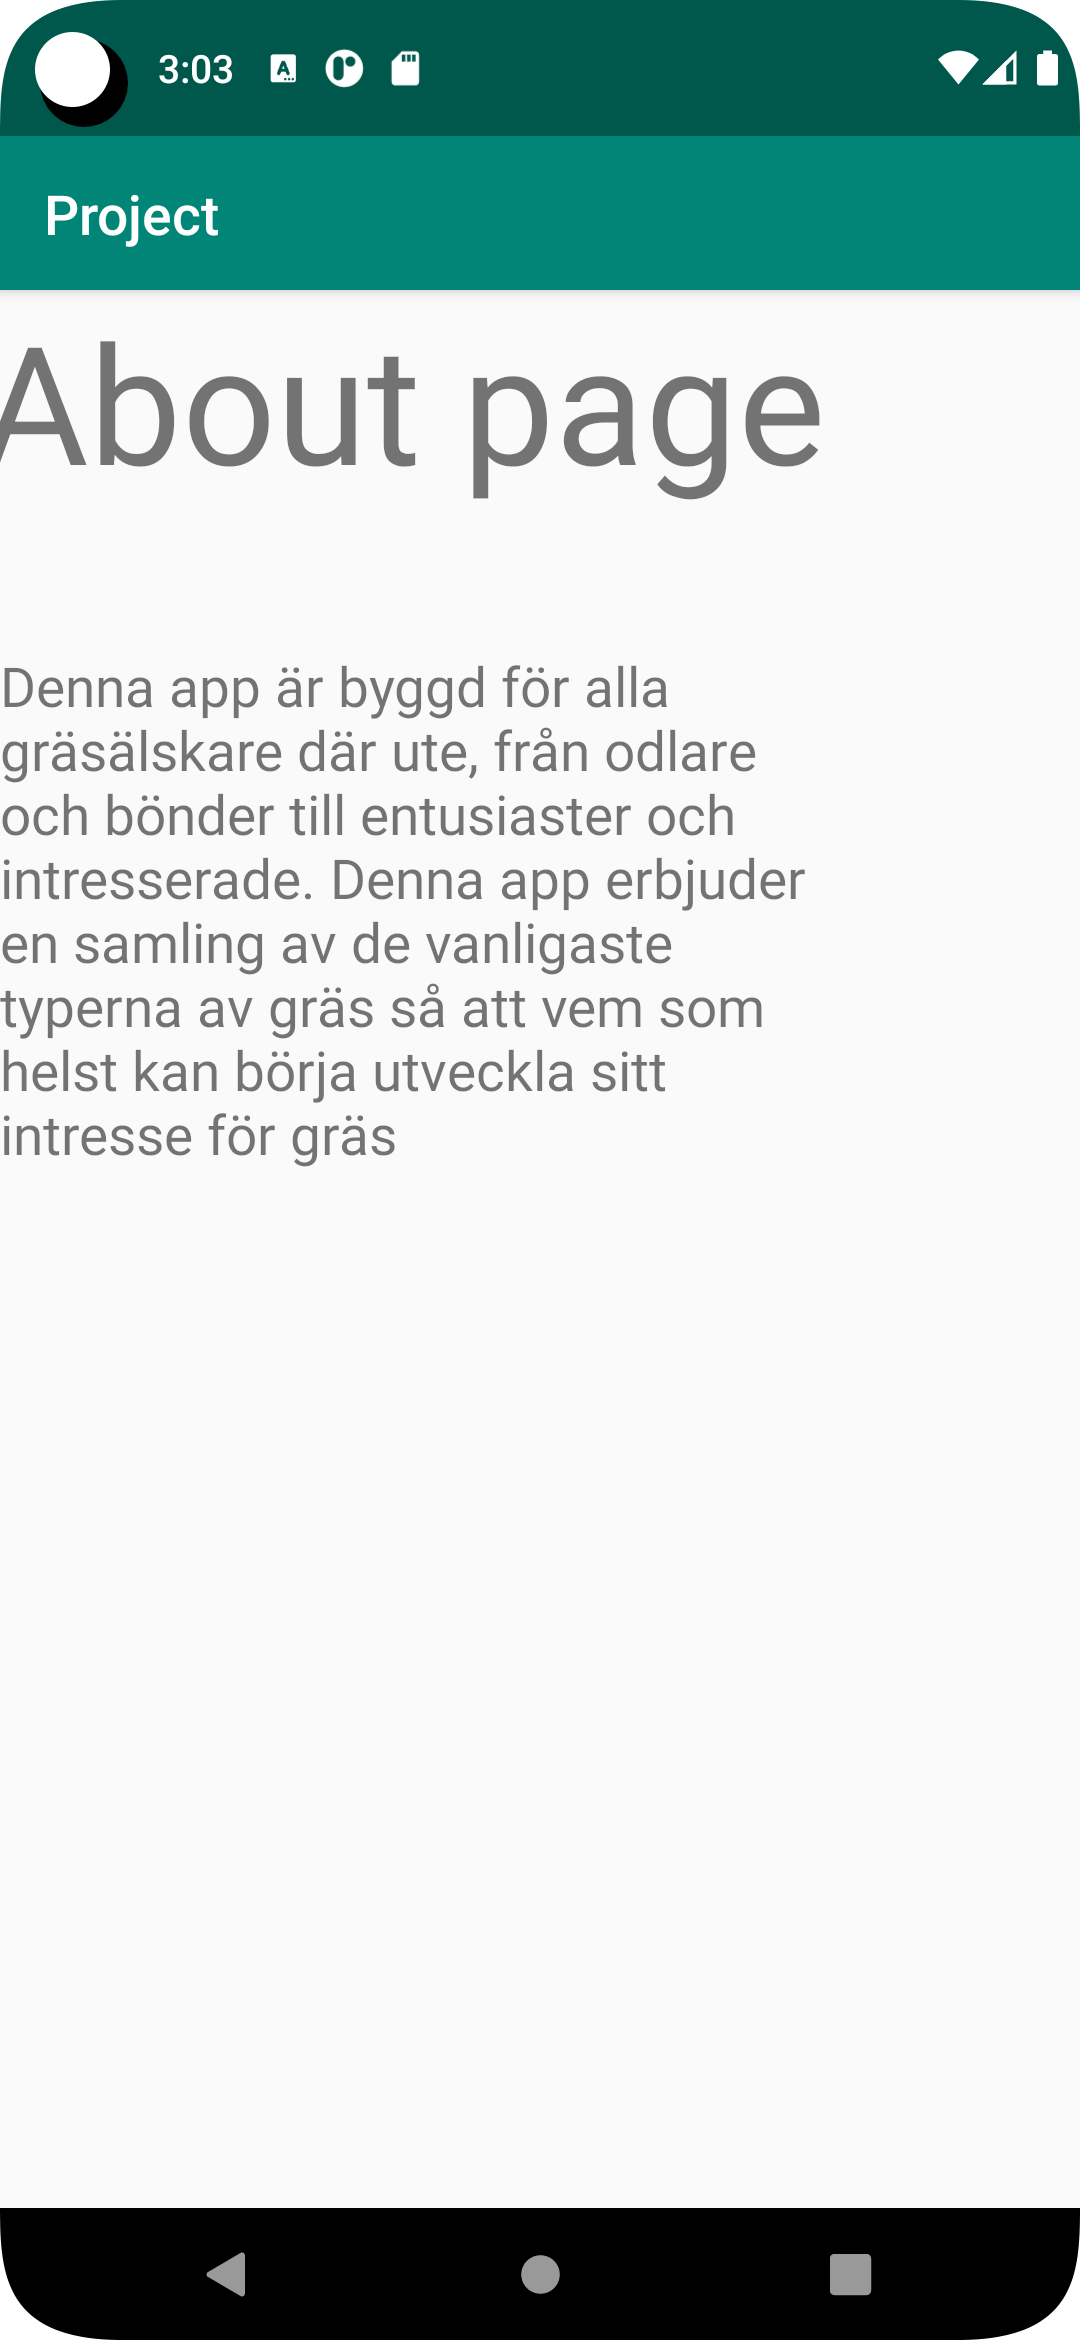 3:03
Project
About page
Denna app är byggd för alla
gräsälskare där ute, från odlare
och bönder till entusiaster och
intresserade. Denna app erbjuder
en samling av de vanligaste
typerna av gräs så att vem som
helst kan börja utveckla sitt
intresse för gräs